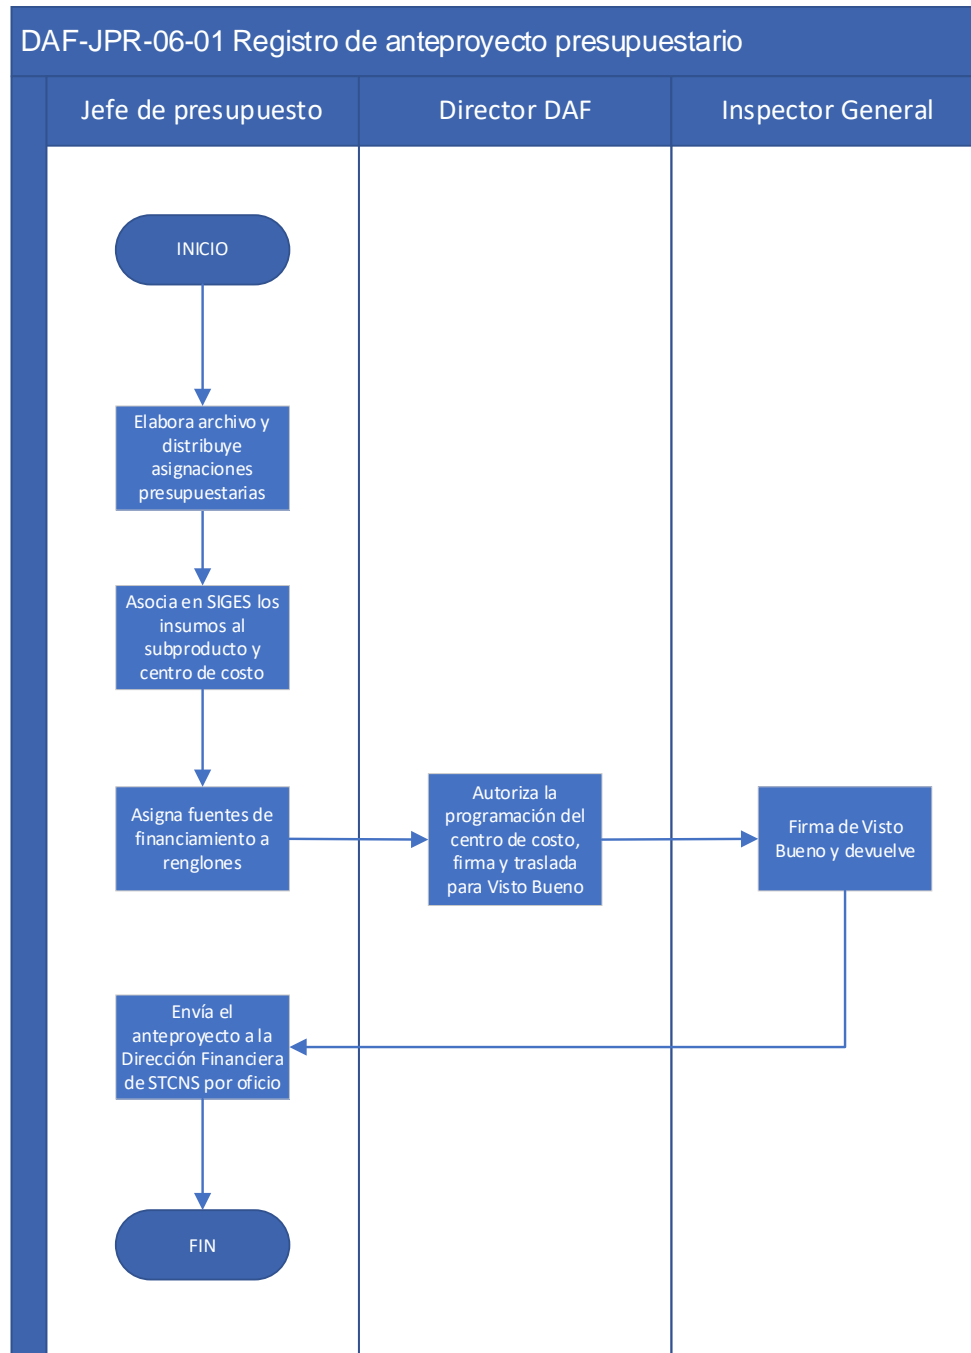 DAF-JPR-06-01 Registro de anteproyecto presupuestario
Jefe de presupuesto
Director DAF
Inspector General
INICIO
Elabora archivo y
distribuye
asignaciones
presupuestarias
Asocia en SIGES los
insumos al
subproducto y
centro de costo
Asigna fuentes de
financiamiento a
renglones
Autoriza la
programación del
centro de costo,
firma y traslada
para Visto Bueno
Firma de Visto
Bueno y devuelve
Envía el
anteproyecto a la
Dirección Financiera
de STCNS por oficio
FIN